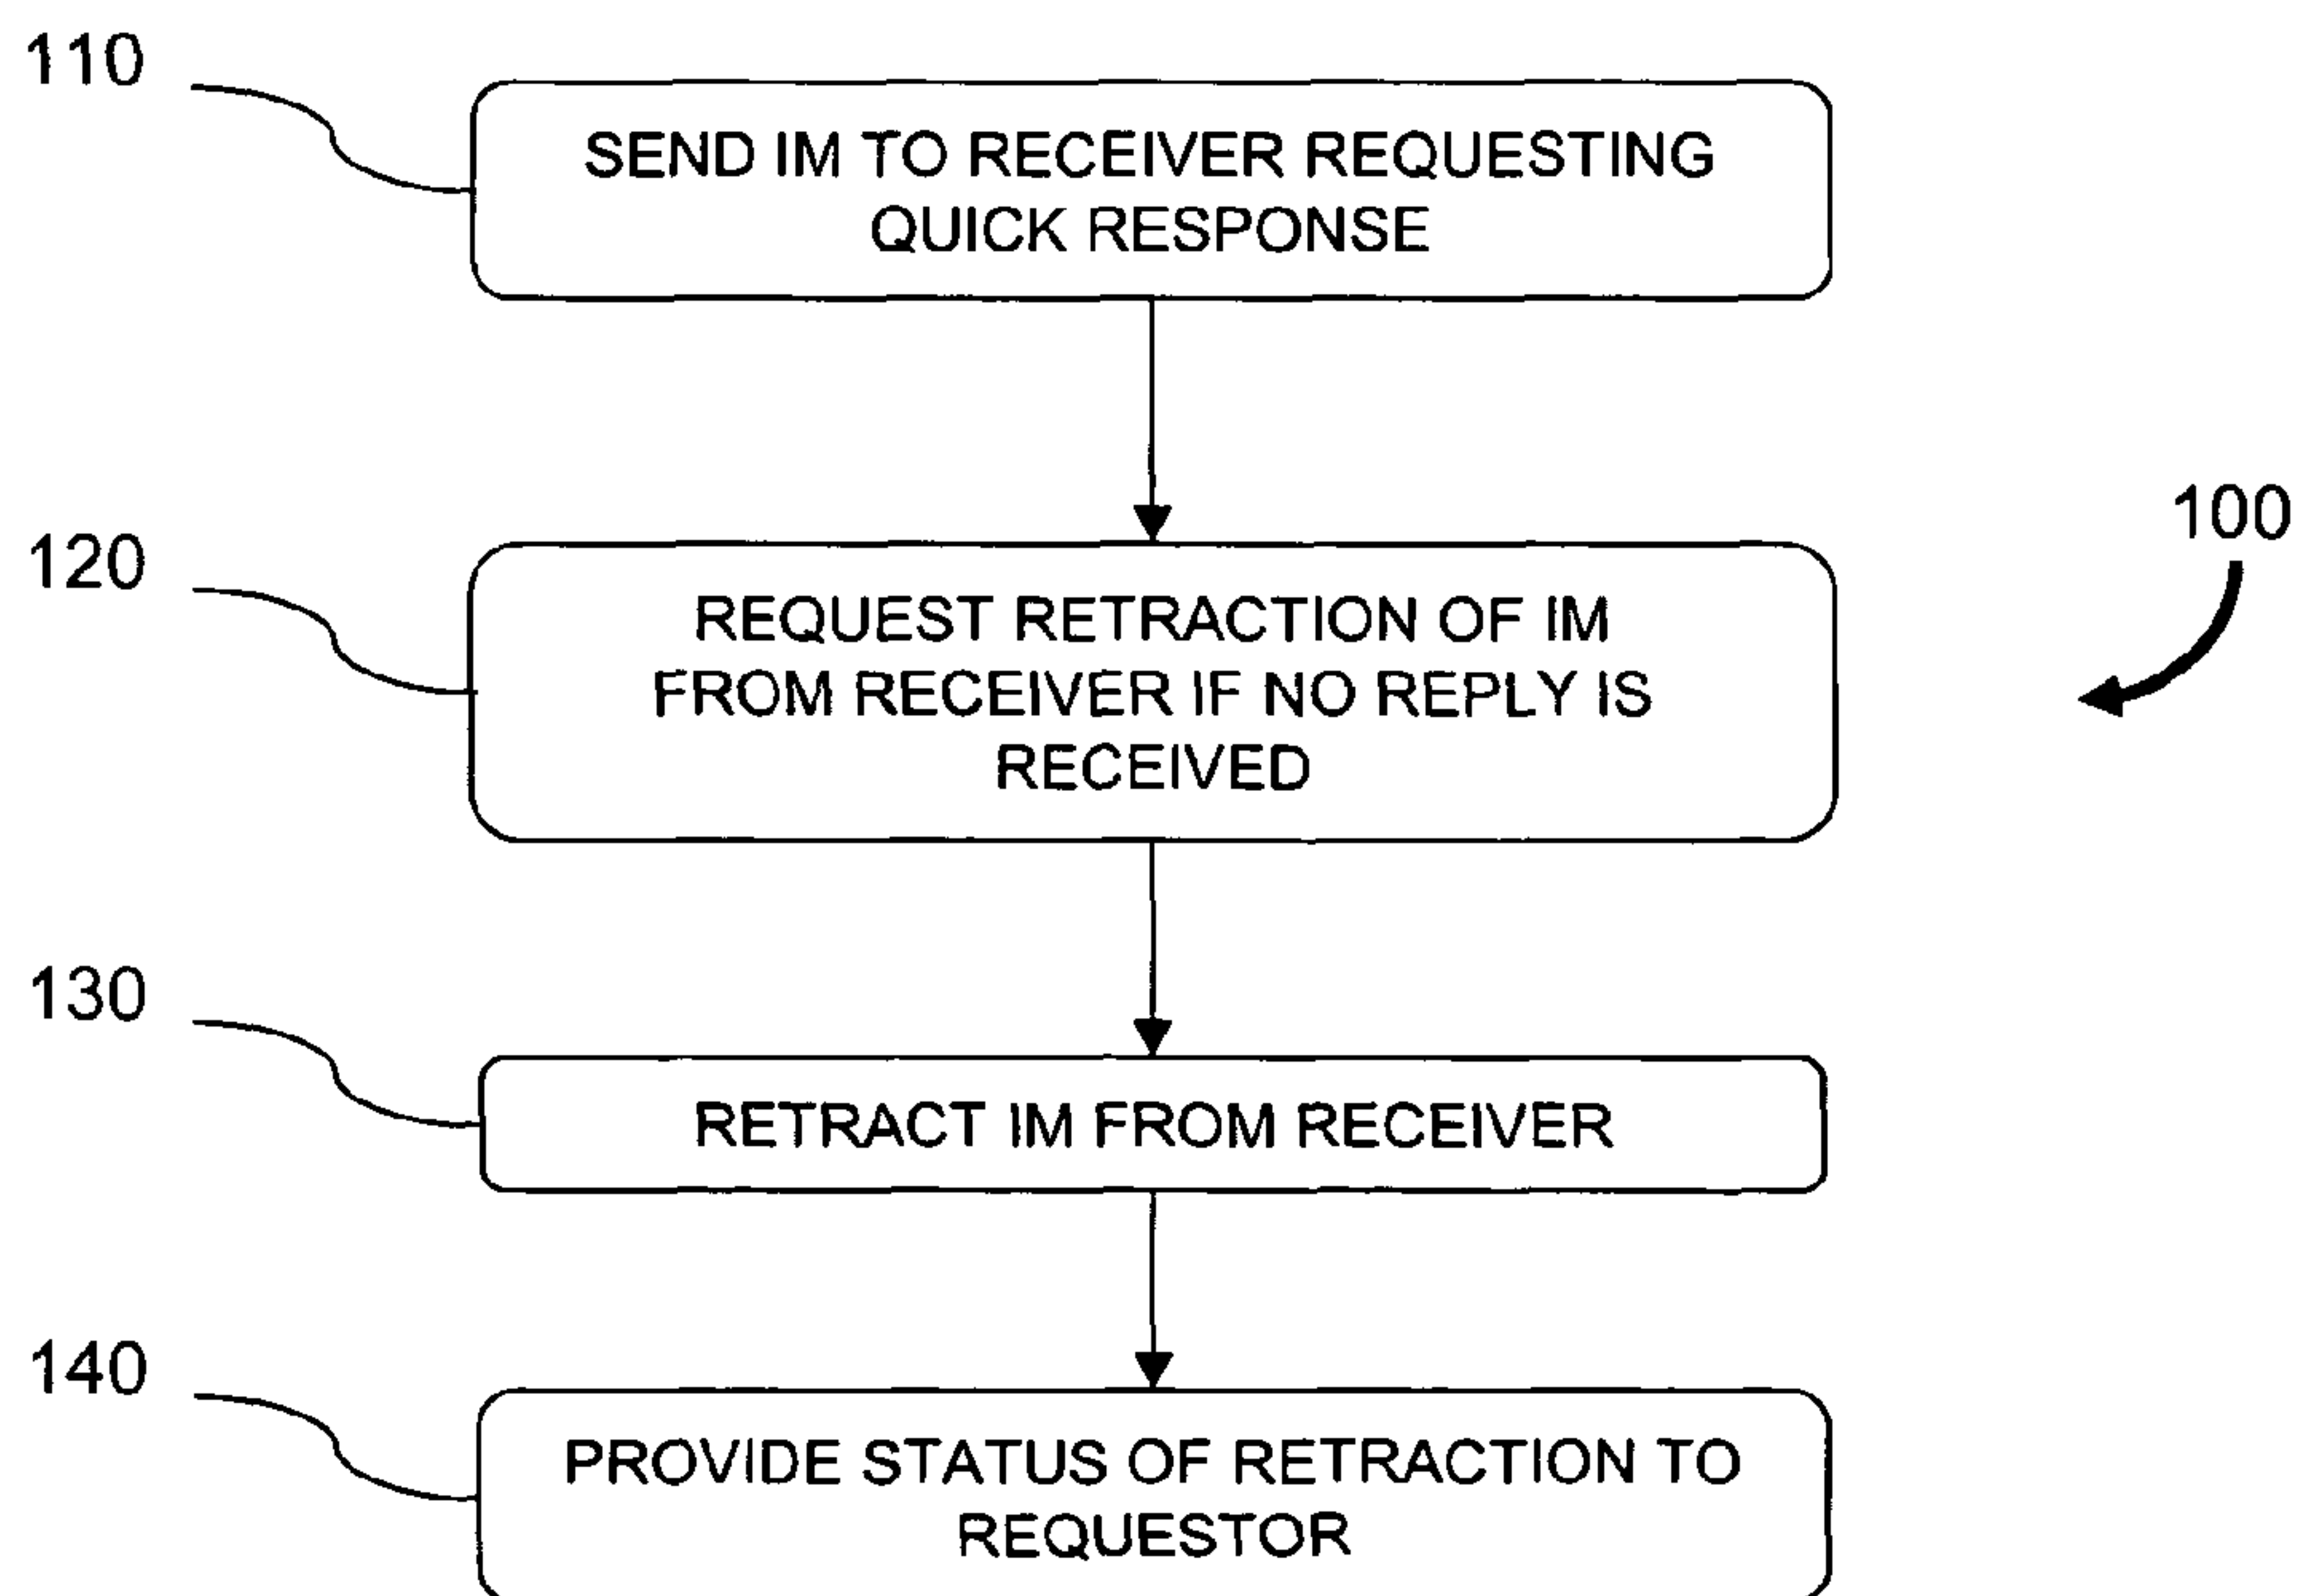 110
SEND IM TO RECEIVER REQUESTING
QUICK RESPONSE
120
REQUEST RETRACTION OF IM
FROM RECEIVER IF NO REPLY IS
RECEIVED
100
130
RETRACT IM FROM RECEIVER
140
PROVIDE STATUS OF RETRACTION TO
REQUESTOR